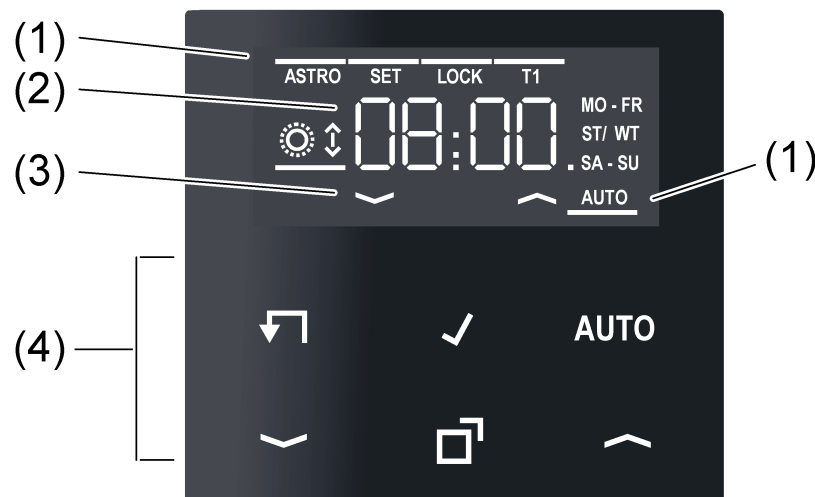 (1)
ASTRO SET LOCK T1
(2)
08:00.
MO - FR
ST/ WT
SA - SU
(3)
(1)
AUTO
(4)
AUTO